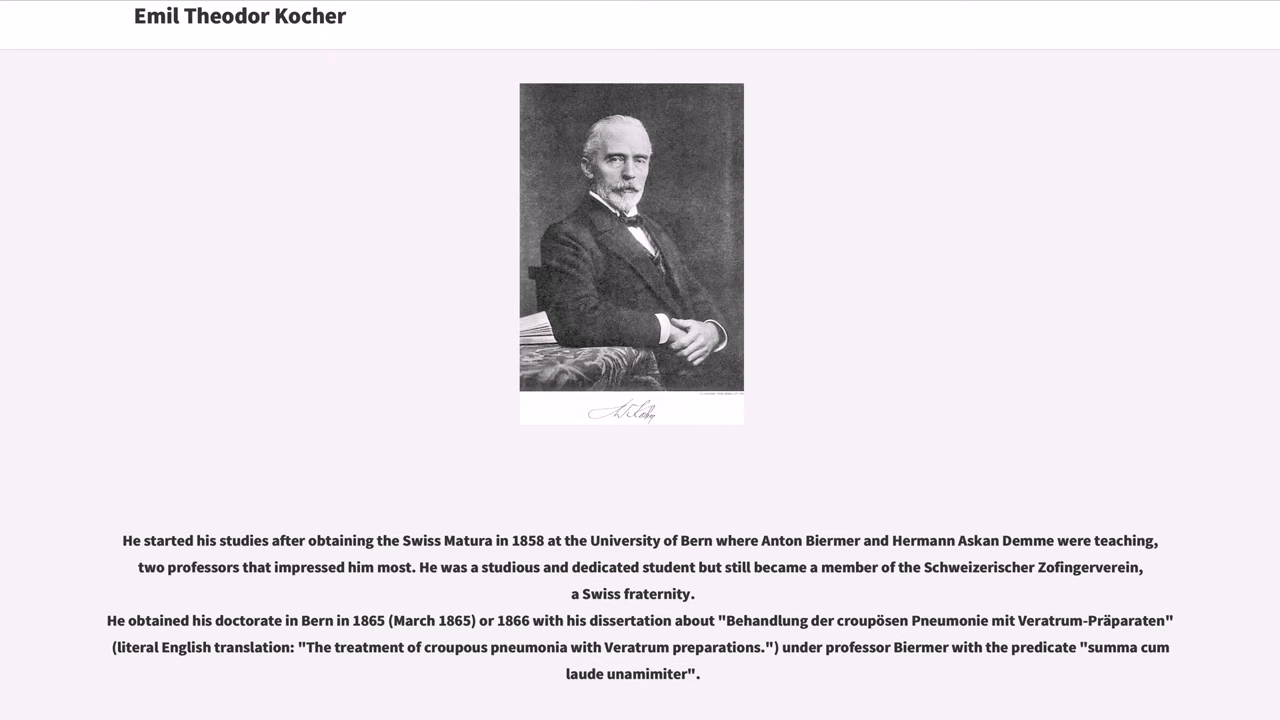 Emil Theodor Kocher
He started his studies after obtaining the Swiss Matura in 1858 at the University of Bern where Anton Biermer and Hermann Askan Demme were teaching,
two professors that impressed him most. He was a studious and dedicated student but still became a member of the Schweizerischer Zofingerverein,
a Swiss fraternity.
He obtained his doctorate in Bern in 1865 (March 1865) or 1866 with his dissertation about "Behandlung der croupösen Pneumonie mit Veratrum-Präparaten"
(literal English translation: "The treatment of croupous pneumonia with Veratrum preparations.") under professor Biermer with the predicate "summa cum
laude unamimiter".